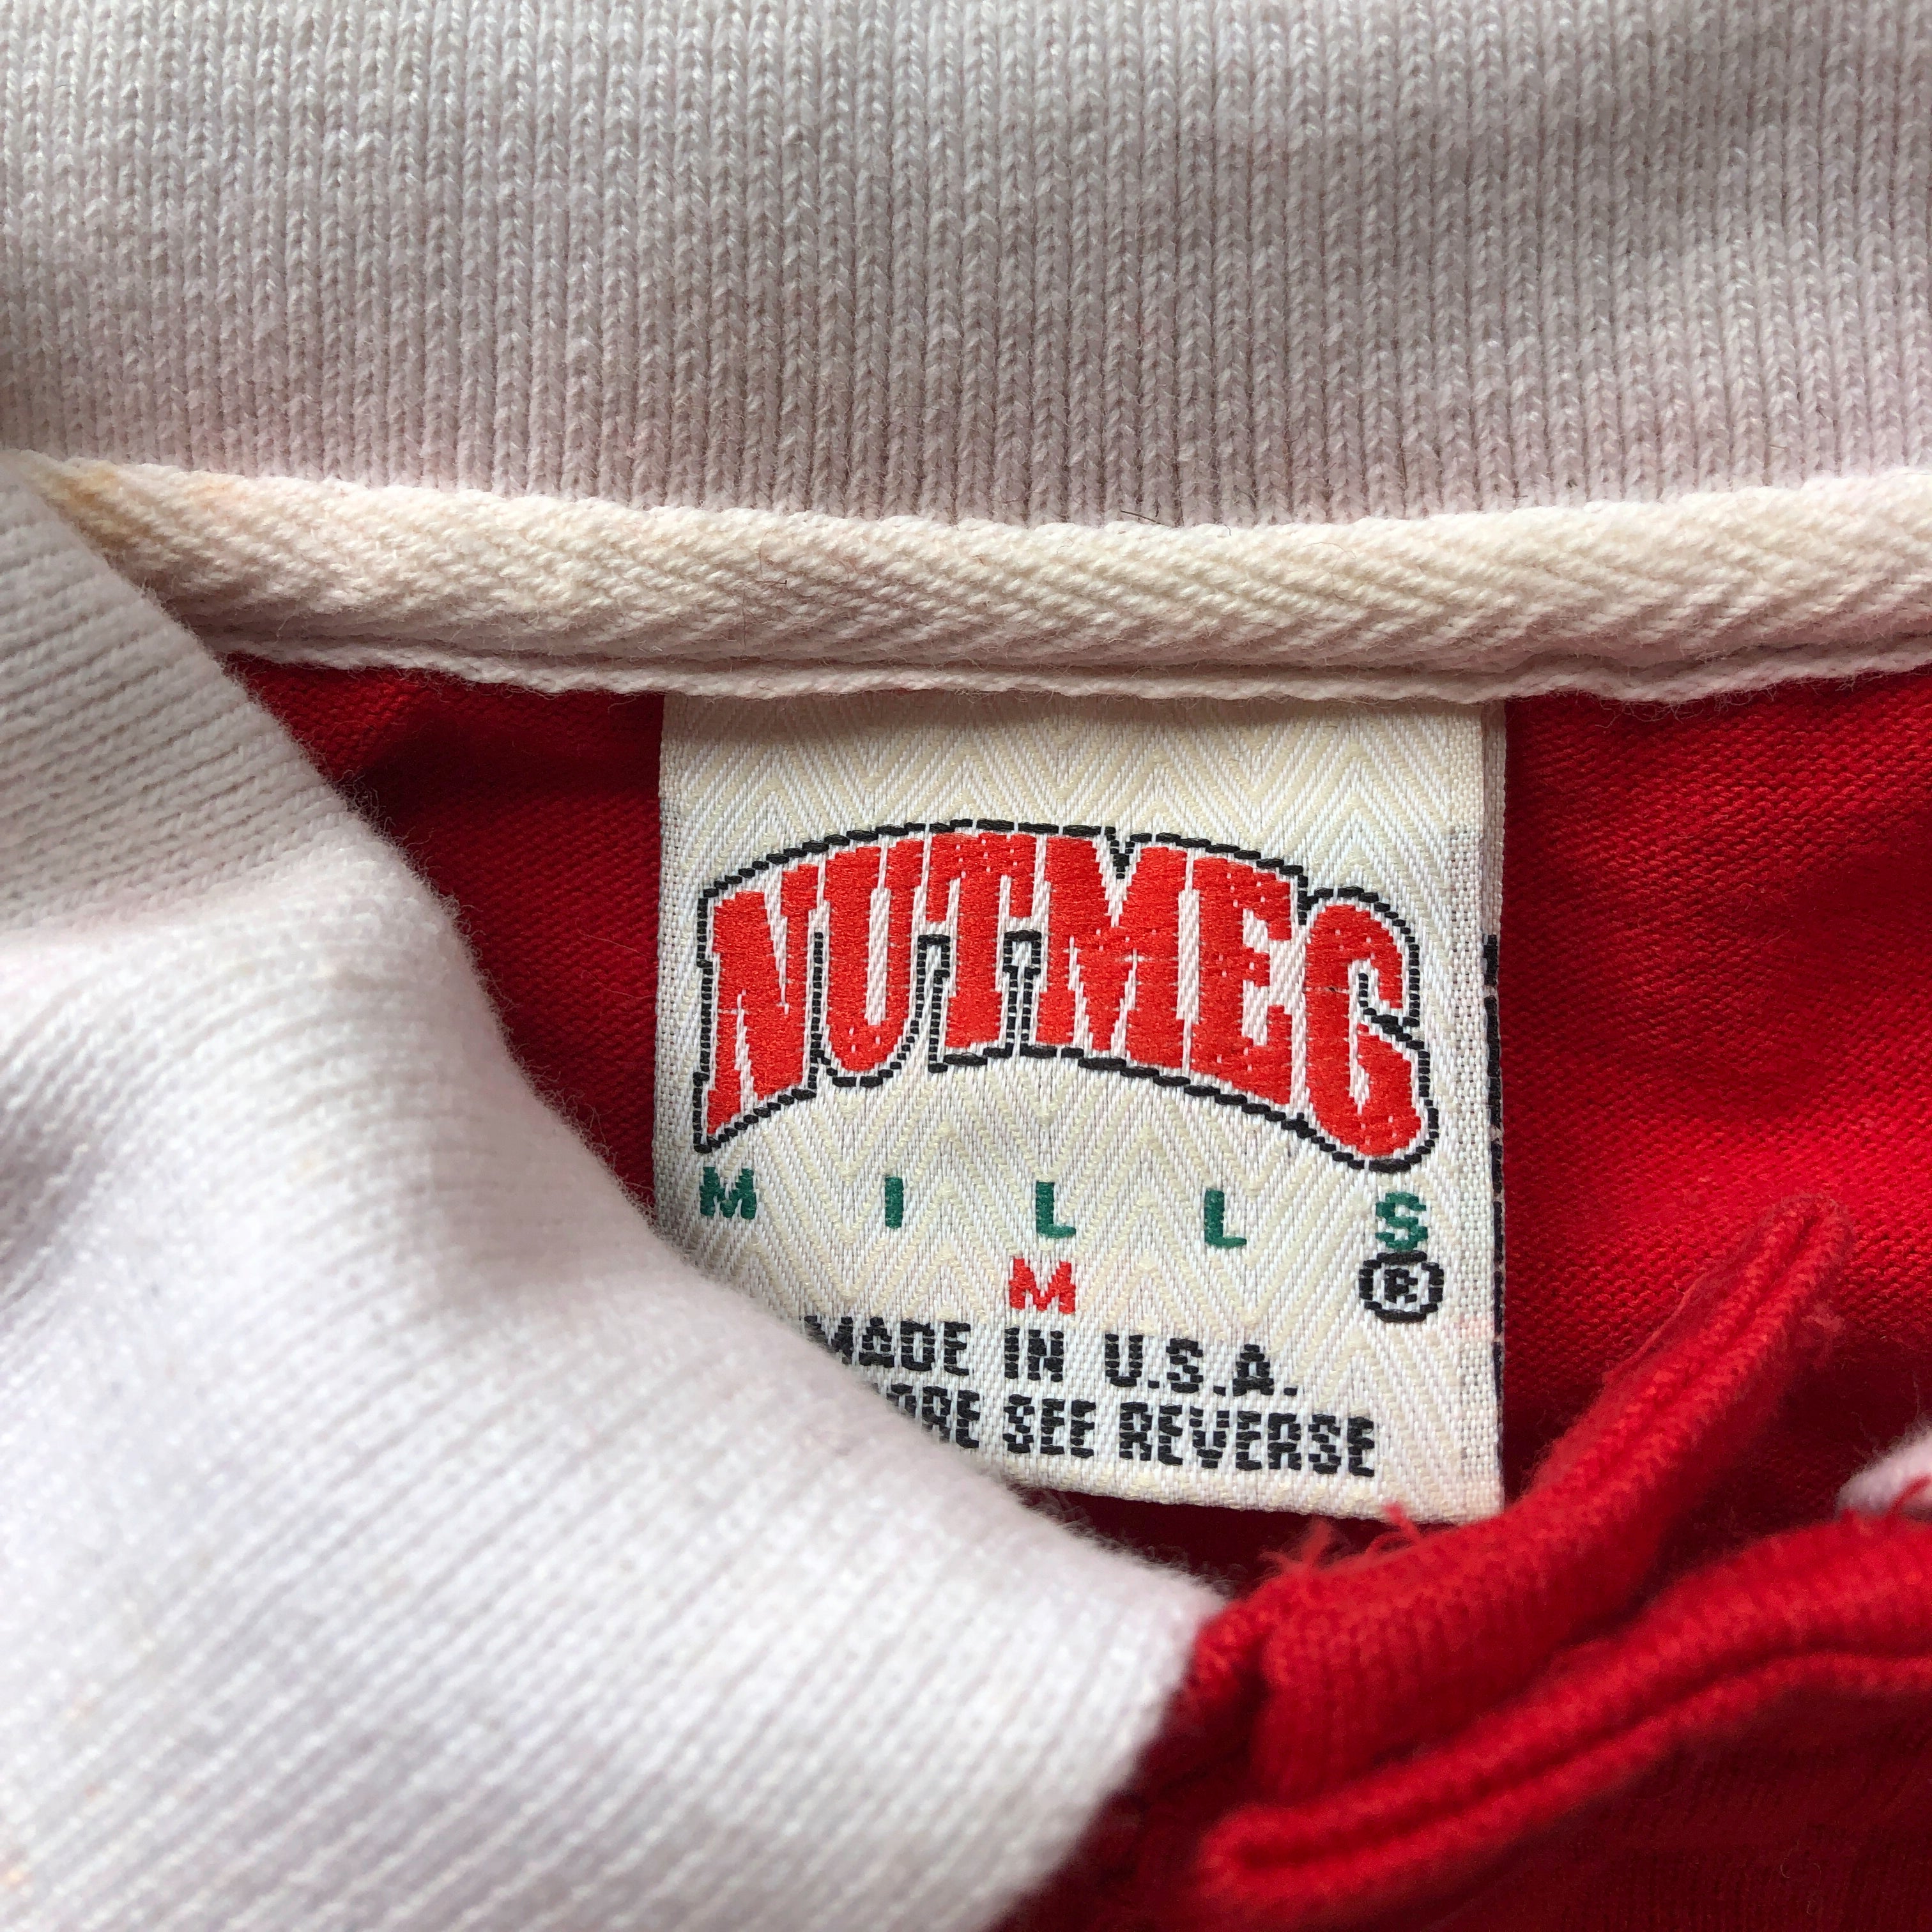 NUTMEG
MILLS
M ®
MADE IN U.S.A.
SEE REVERSE